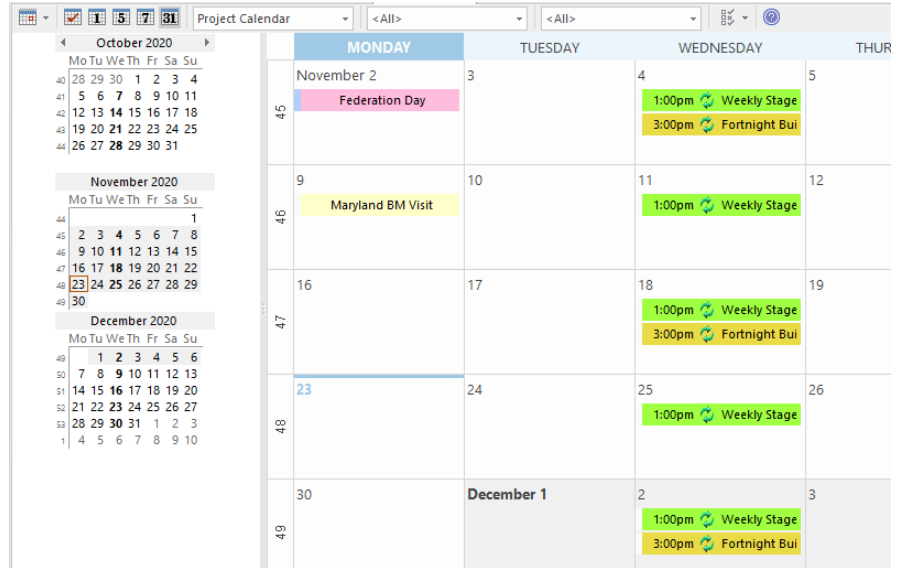 1 5 7 31 Project Calendar <All> <All>
October 2020
Mo Tu We Th Fr Sa Su
40 28 29 30 1 2 3 4
41 5 6 7 8 9 10 11
42 12 13 14 15 16 17 18
43 19 20 21 22 23 24 25
44 26 27 28 29 30 31
November 2020
Mo Tu We Th Fr Sa Su
44 1
45 2 3 4 5 6 7 8
46 9 10 11 12 13 14 15
47 16 17 18 19 20 21 22
48 23 24 25 26 27 28 29
49 30
December 2020
Mo Tu We Th Fr Sa Su
49 1 2 3 4 5 6
50 7 8 9 10 11 12 13
51 14 15 16 17 18 19 20
52 21 22 23 24 25 26 27
53 28 29 30 31 1 2 3
1 4 5 6 7 8 9 10
MONDAY TUESDAY WEDNESDAY THUR
45
November 2 3 4 5
Federation Day 1:00pm Weekly Stage
3:00pm Fortnight Bui
46
9 10 11 12
Maryland BM Visit 1:00pm Weekly Stage
47
16 17 18 19
1:00pm Weekly Stage
3:00pm Fortnight Bui
48
23 24 25 26
1:00pm Weekly Stage
49
30 December 1 2 3
1:00pm Weekly Stage
3:00pm Fortnight Bui